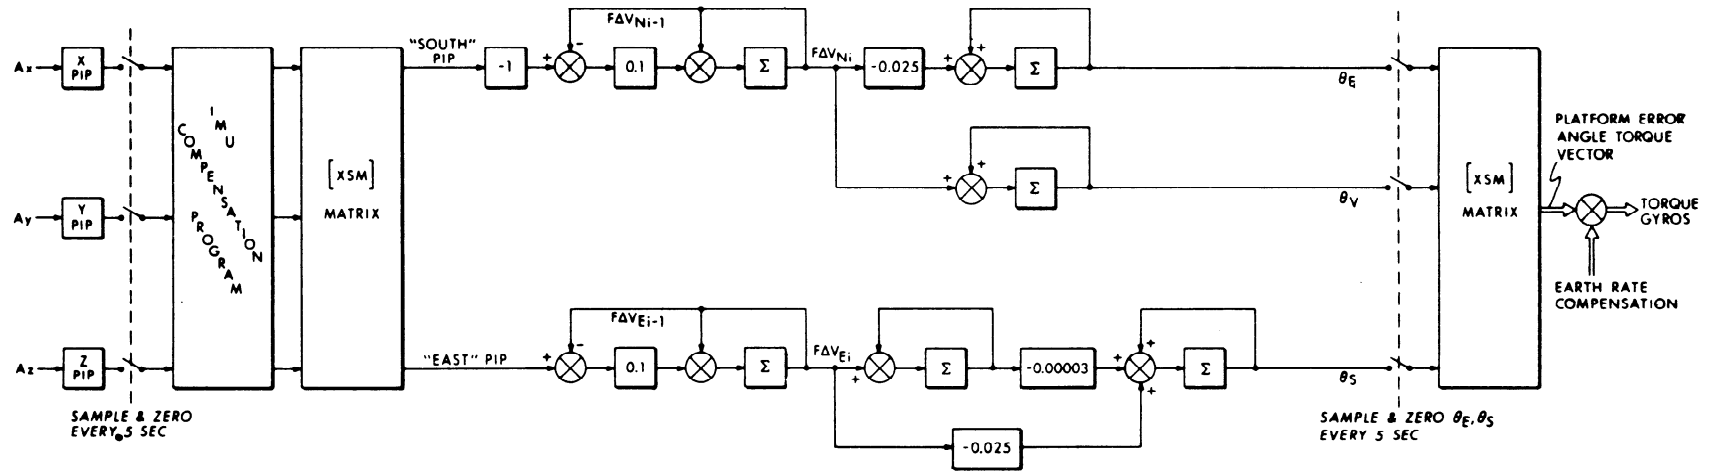 Ax
X
PIP
Ay
Y
PIP
Az
Z
PIP
SAMPLE & ZERO
EVERY .5 SEC
IMU
COMPENSATION
PROGRAM
[XSM]
MATRIX
"SOUTH"
PIP
-1
+
-
FΔVNi-1
0.1
Σ
FΔVNi
-0.025
+
+
Σ
θE
+
+
Σ
θV
"EAST" PIP
+
-
FΔVEi-1
0.1
Σ
FΔVEi
+
Σ
-0.00003
+
+
+
Σ
-0.025
θS
SAMPLE & ZERO θE,θS
EVERY 5 SEC
[XSM]
MATRIX
PLATFORM ERROR
ANGLE TORQUE
VECTOR
TORQUE
GYROS
EARTH RATE
COMPENSATION